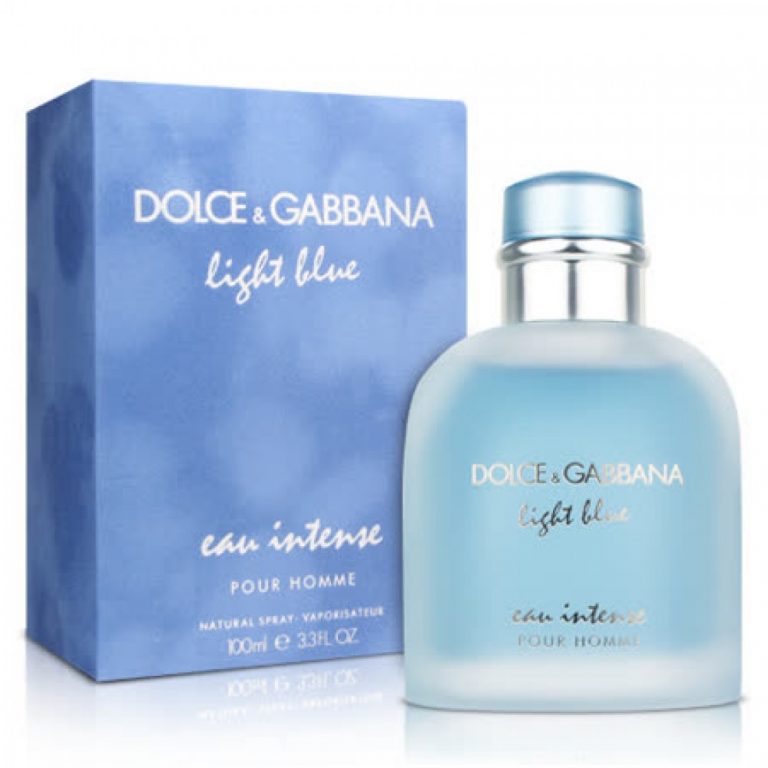 DOLCE & GABBANA
light blue
eau intense
POUR HOMME
NATURAL SPRAY-VAPORISATEUR
100ml ℮ 3.3FL.OZ
DOLCE & GABBANA
light blue
eau intense
POUR HOMME